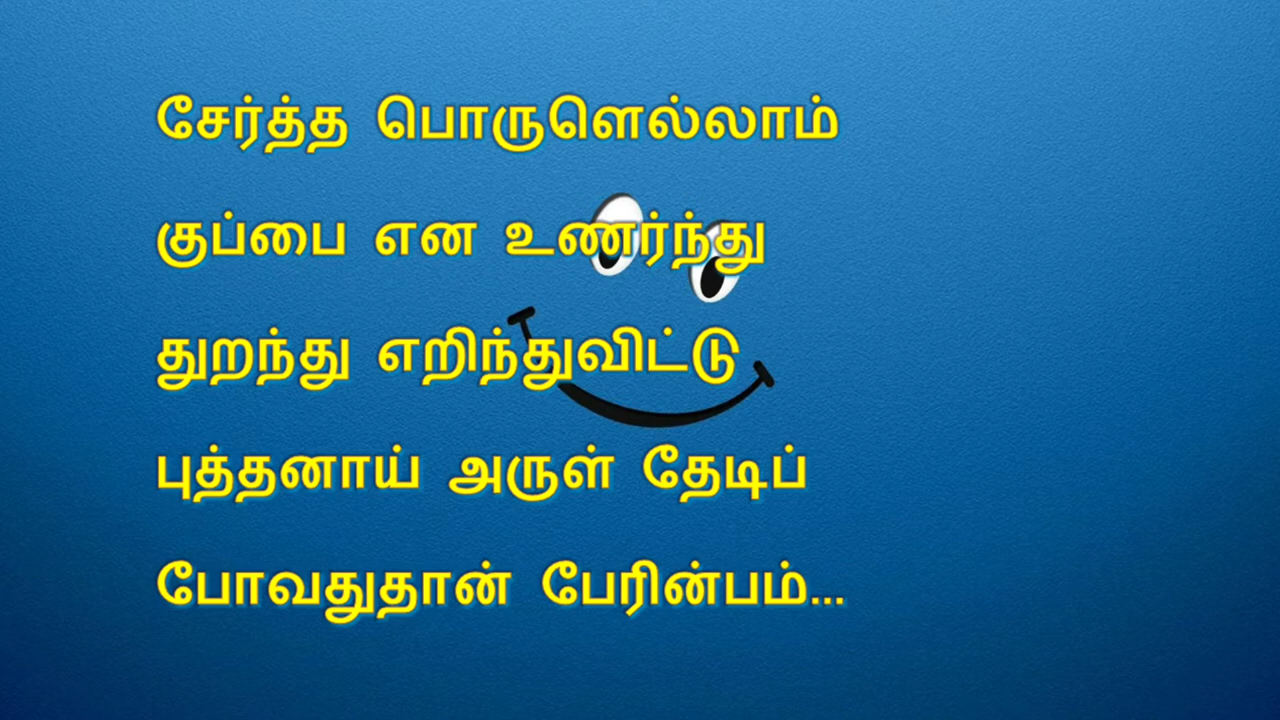 சேர்த்த பொருளெல்லாம்
குப்பை என உணர்ந்து
துறந்து எறிந்துவிட்டு
புத்தனாய் அருள் தேடிப்
போவதுதான் பேரின்பம்...